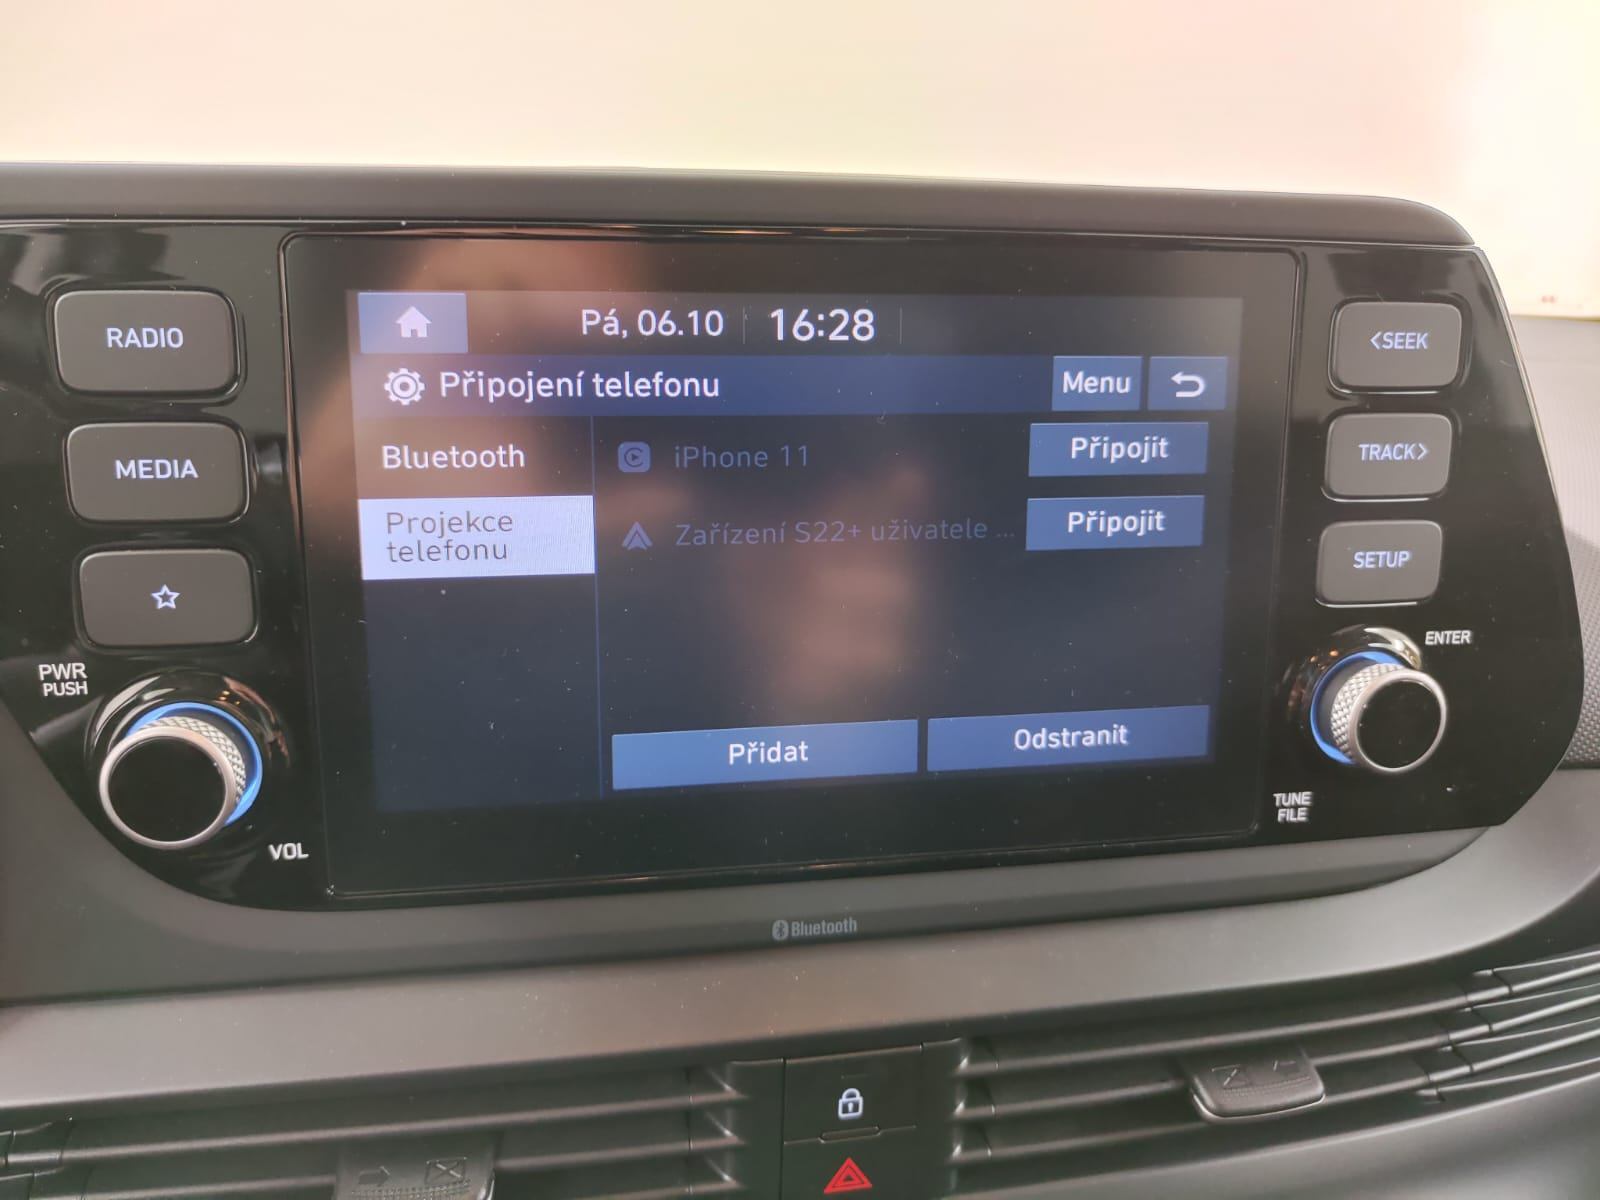 RADIO
MEDIA
PWR
PUSH
VOL
Pá, 06.10
16:28
Připojení telefonu
Menu
Bluetooth
Projekce
telefonu
iPhone 11
Připojit
Zařízení S22+ uživatele ...
Připojit
Přidat
Odstranit
<SEEK
TRACK>
SETUP
ENTER
TUNE
FILE
Bluetooth